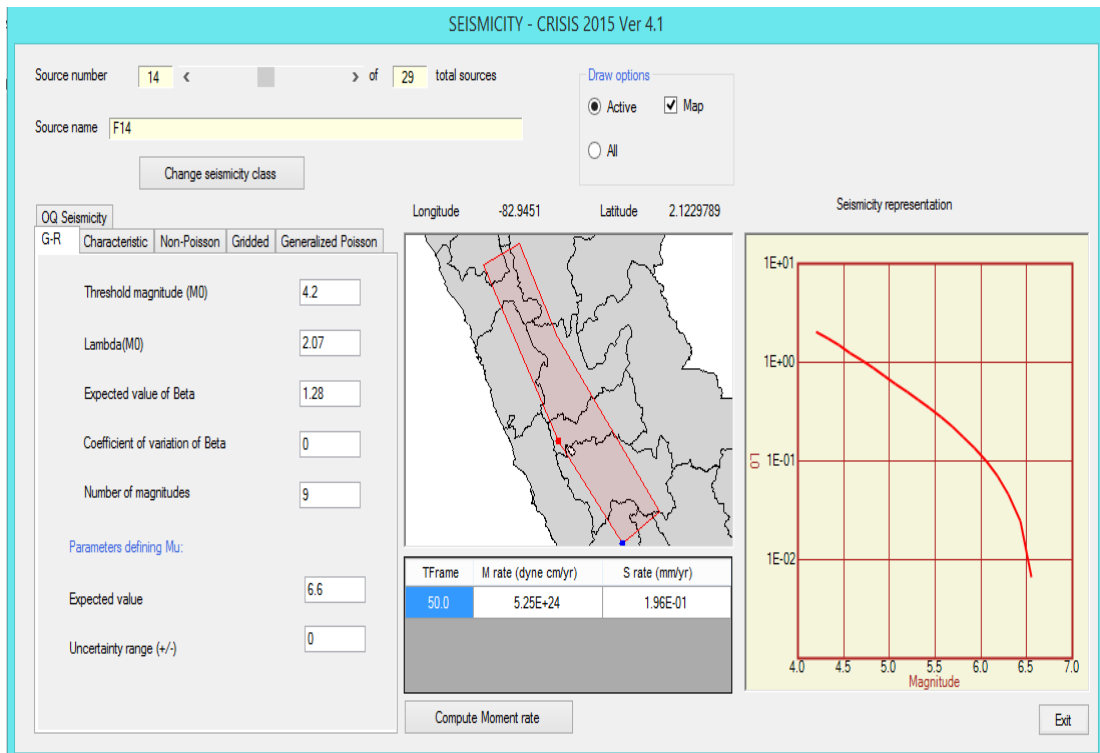 SEISMICITY - CRISIS 2015 Ver 4.1
Source number 14 < > of 29 total sources
Source name F14
Change seismicity class
Draw options
Active Map
All
OQ Seismicity
G-R Characteristic Non-Poisson Gridded Generalized Poisson
Threshold magnitude (M0) 4.2
Lambda(M0) 2.07
Expected value of Beta 1.28
Coefficient of variation of Beta 0
Number of magnitudes 9
Parameters defining Mu:
Expected value 6.6
Uncertainty range (+/-) 0
Longitude -82.9451 Latitude 2.1229789
TFrame M rate (dyne cm/yr) S rate (mm/yr)
50.0 5.25E+24 1.96E-01
Compute Moment rate
Seismicity representation
1E+01
1E+00
1E-01
1E-02
L0
4.0 4.5 5.0 5.5 6.0 6.5 7.0
Magnitude
Exit